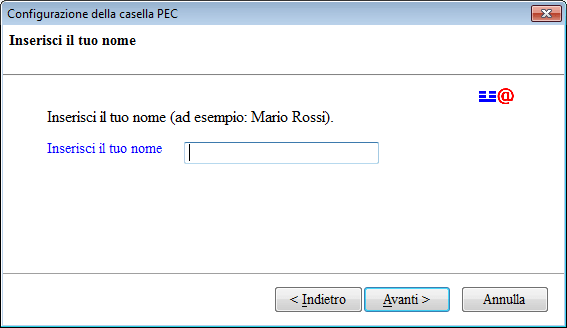 Configurazione della casella PEC
Inserisci il tuo nome
@
Inserisci il tuo nome (ad esempio: Mario Rossi).
Inserisci il tuo nome
< Indietro
Avanti >
Annulla